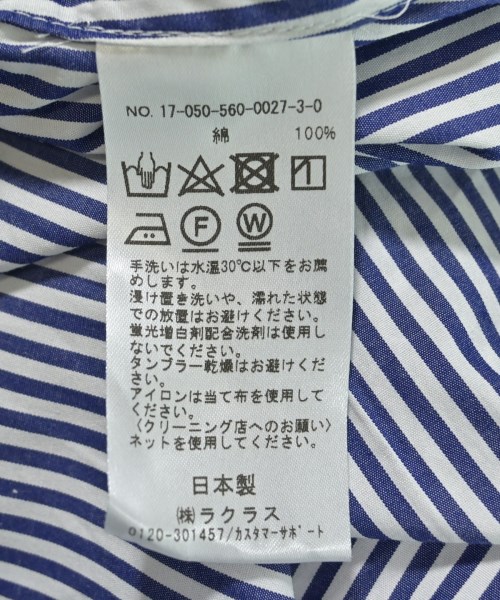 NO. 17-050-560-0027-3-0
綿 100%
F W
手洗いは水温30℃以下をお薦
めします。
浸け置き洗いや、濡れた状態
での放置はお避けください。
蛍光増白剤配合洗剤は使用し
ないでください。
タンブラー乾燥はお避けくだ
さい。
アイロンは当て布を使用して
ください。
〈クリーニング店へのお願い〉
ネットを使用してください。
日本製
㈱ラクラス
0120-301457/カスタマーサポート